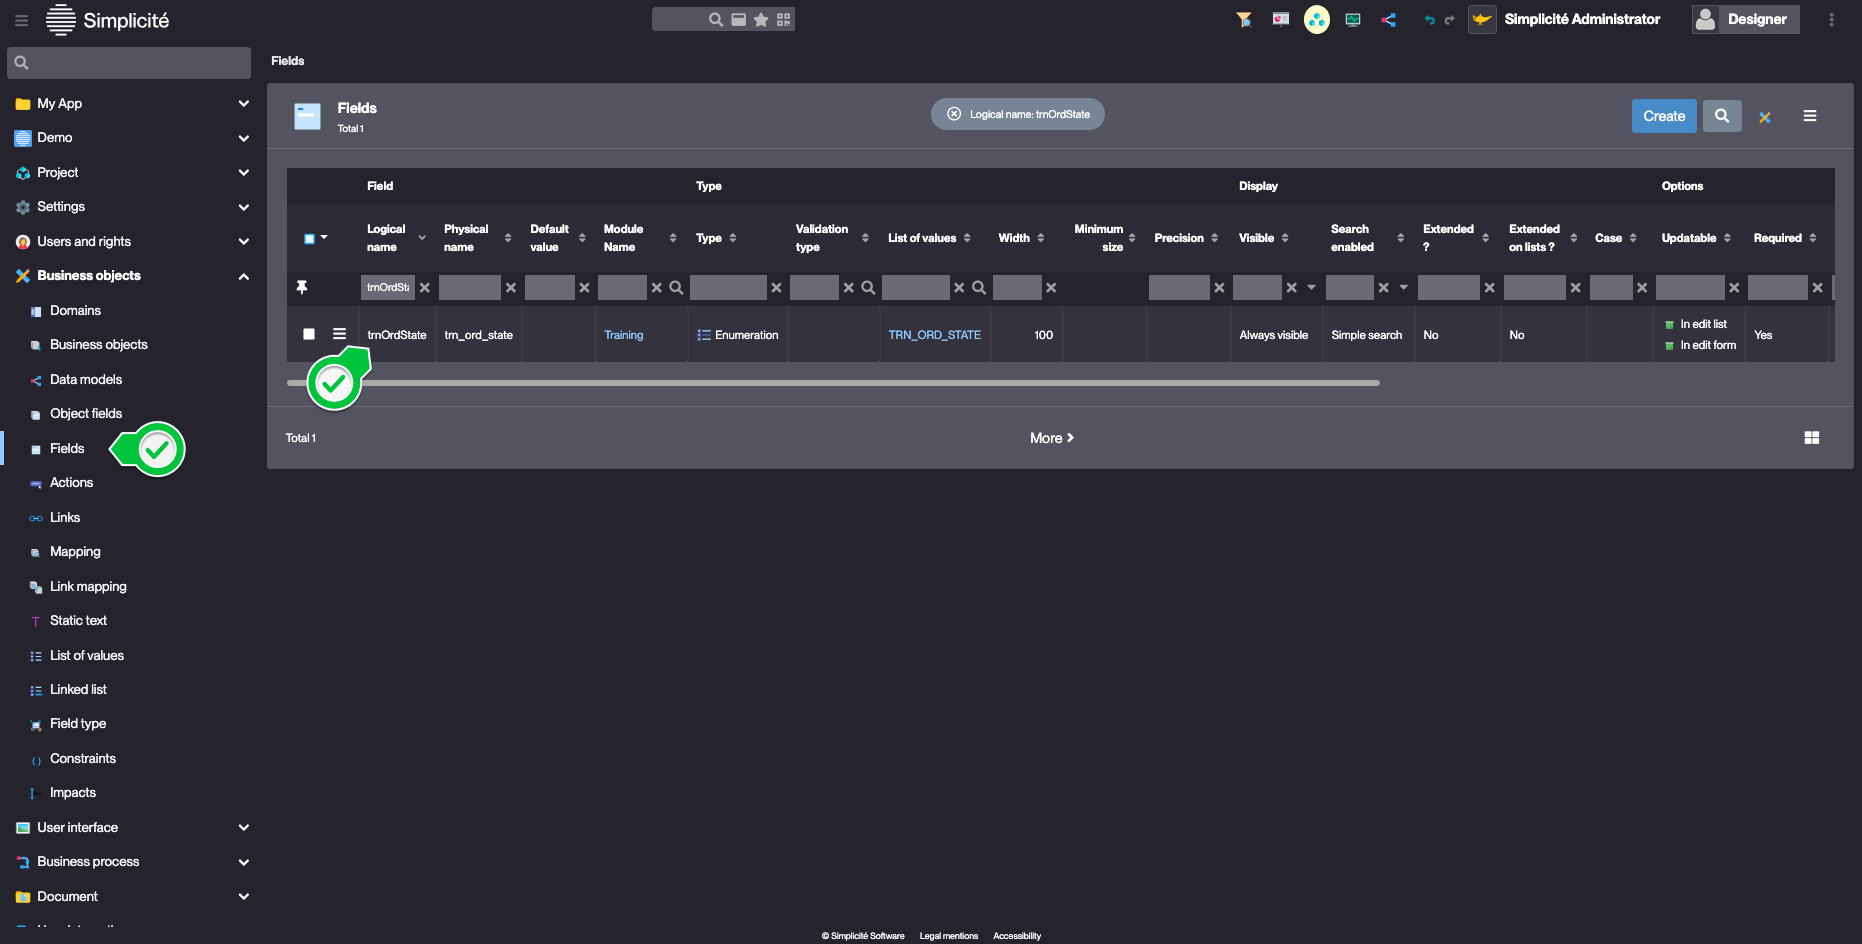 Simplicité
Simplicité Administrator
Designer
Fields
My App
Demo
Project
Settings
Users and rights
Business objects
Domains
Business objects
Data models
Object fields
Fields
Actions
Links
Mapping
Link mapping
Static text
List of values
Linked list
Field type
Constraints
Impacts
User interface
Business process
Document
Fields
Total 1
Logical name: trnOrdState
Create
Field Type Display Options
Logical name Physical name Default value Module Name Type Validation type List of values Width Minimum size Precision Visible Search enabled Extended ? Extended on lists ? Case Updatable Required
trnOrdSt
trnOrdState trn_ord_state Training Enumeration TRN_ORD_STATE 100 Always visible Simple search No No In edit list Yes
In edit form
Total 1
More
© Simplicité Software Legal mentions Accessibility